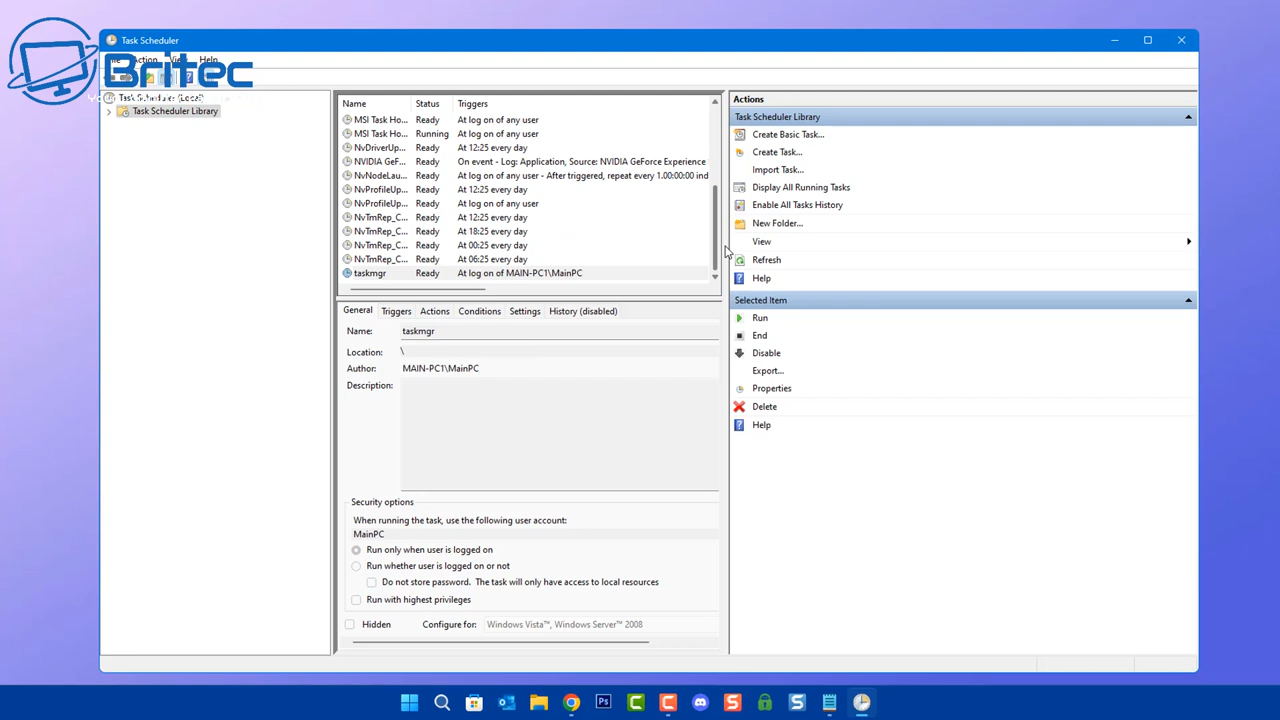 Task Scheduler
Britec
Action View Help
Task Scheduler (Local)
Task Scheduler Library
Name Status Triggers
MSI Task Ho... Ready At log on of any user
MSI Task Ho... Running At log on of any user
NvDriverUp... Ready At 12:25 every day
NVIDIA GeF... Ready On event - Log: Application, Source: NVIDIA GeForce Experience
NvNodeLau... Ready At log on of any user - After triggered, repeat every 1.00:00:00 ind
NvProfileUp... Ready At 12:25 every day
NvProfileUp... Ready At log on of any user
NvTmRep_C... Ready At 12:25 every day
NvTmRep_C... Ready At 18:25 every day
NvTmRep_C... Ready At 00:25 every day
NvTmRep_C... Ready At 06:25 every day
taskmgr Ready At log on of MAIN-PC1\MainPC
General Triggers Actions Conditions Settings History (disabled)
Name: taskmgr
Location: \
Author: MAIN-PC1\MainPC
Description:
Security options
When running the task, use the following user account:
MainPC
Run only when user is logged on
Run whether user is logged on or not
Do not store password. The task will only have access to local resources
Run with highest privileges
Hidden Configure for: Windows Vista™, Windows Server™ 2008
Actions
Task Scheduler Library
Create Basic Task...
Create Task...
Import Task...
Display All Running Tasks
Enable All Tasks History
New Folder...
View
Refresh
Help
Selected Item
Run
End
Disable
Export...
Properties
Delete
Help